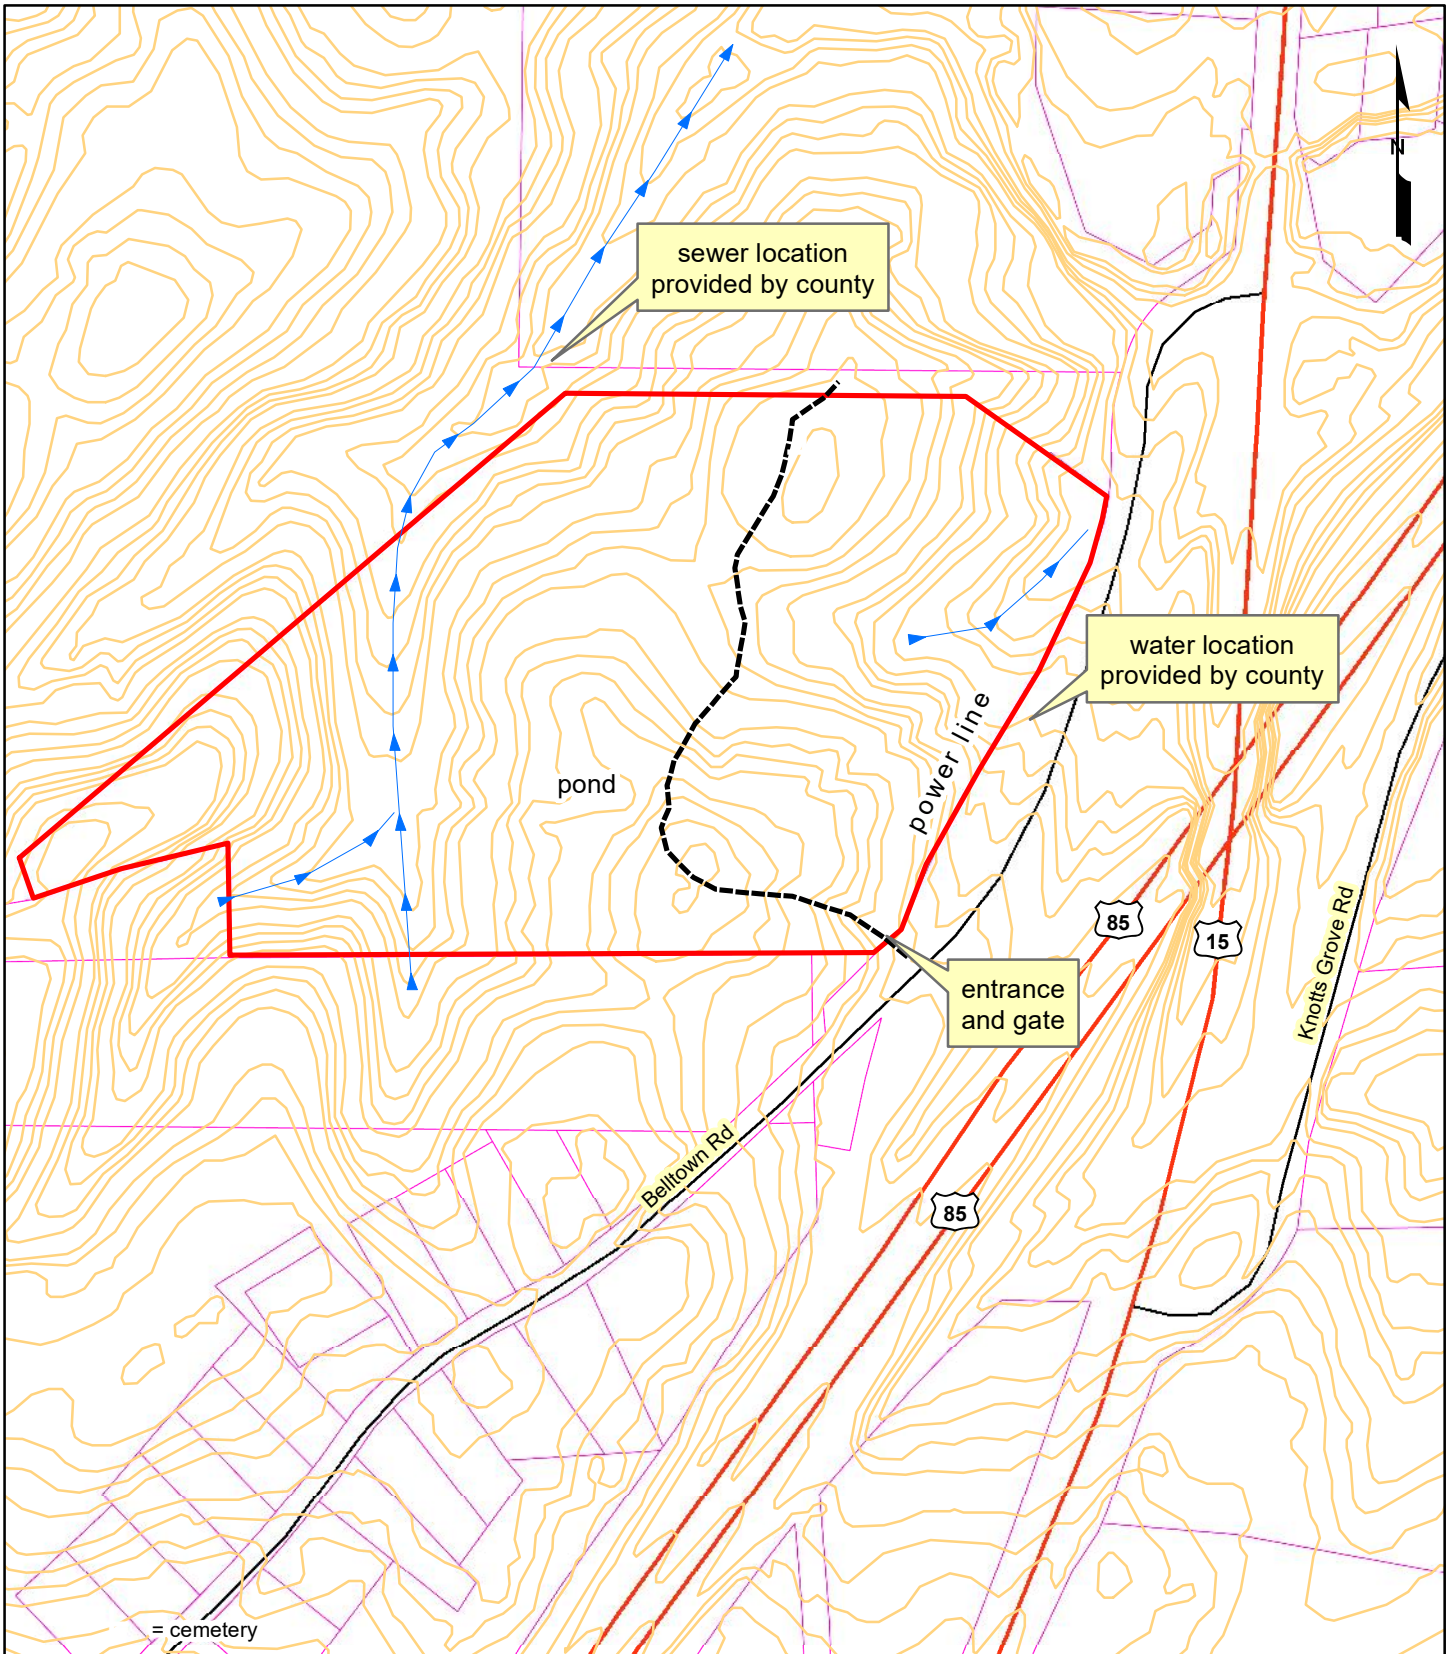 N
sewer location
provided by county
water location
provided by county
power line
pond
85
15
Knotts Grove Rd
entrance
and gate
Belltown Rd
85
= cemetery